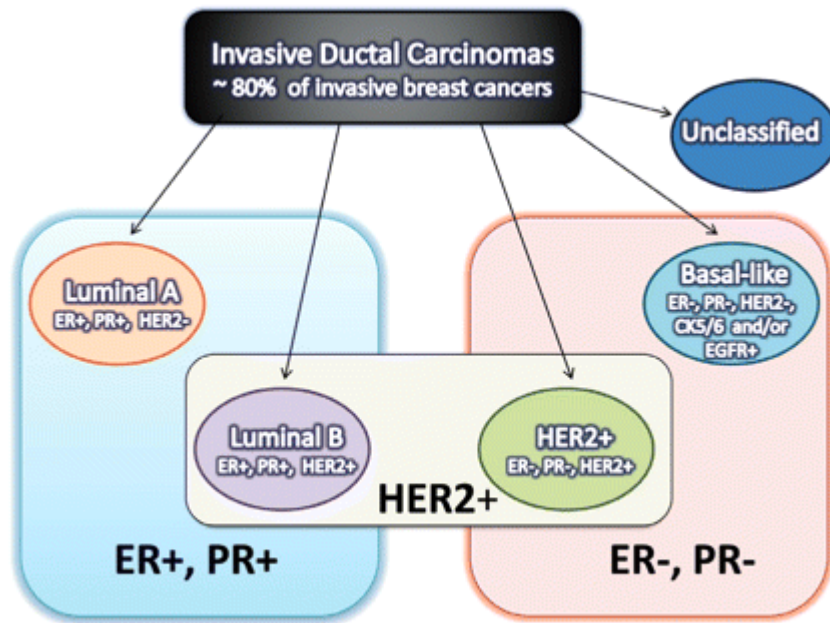 Invasive Ductal Carcinomas
~ 80% of invasive breast cancers
Unclassified
Luminal A
ER+, PR+, HER2-
Basal-like
ER-, PR-, HER2-,
CK5/6 and/or
EGFR+
Luminal B
ER+, PR+, HER2+
HER2+
ER-, PR-, HER2+
HER2+
ER+, PR+
ER-, PR-